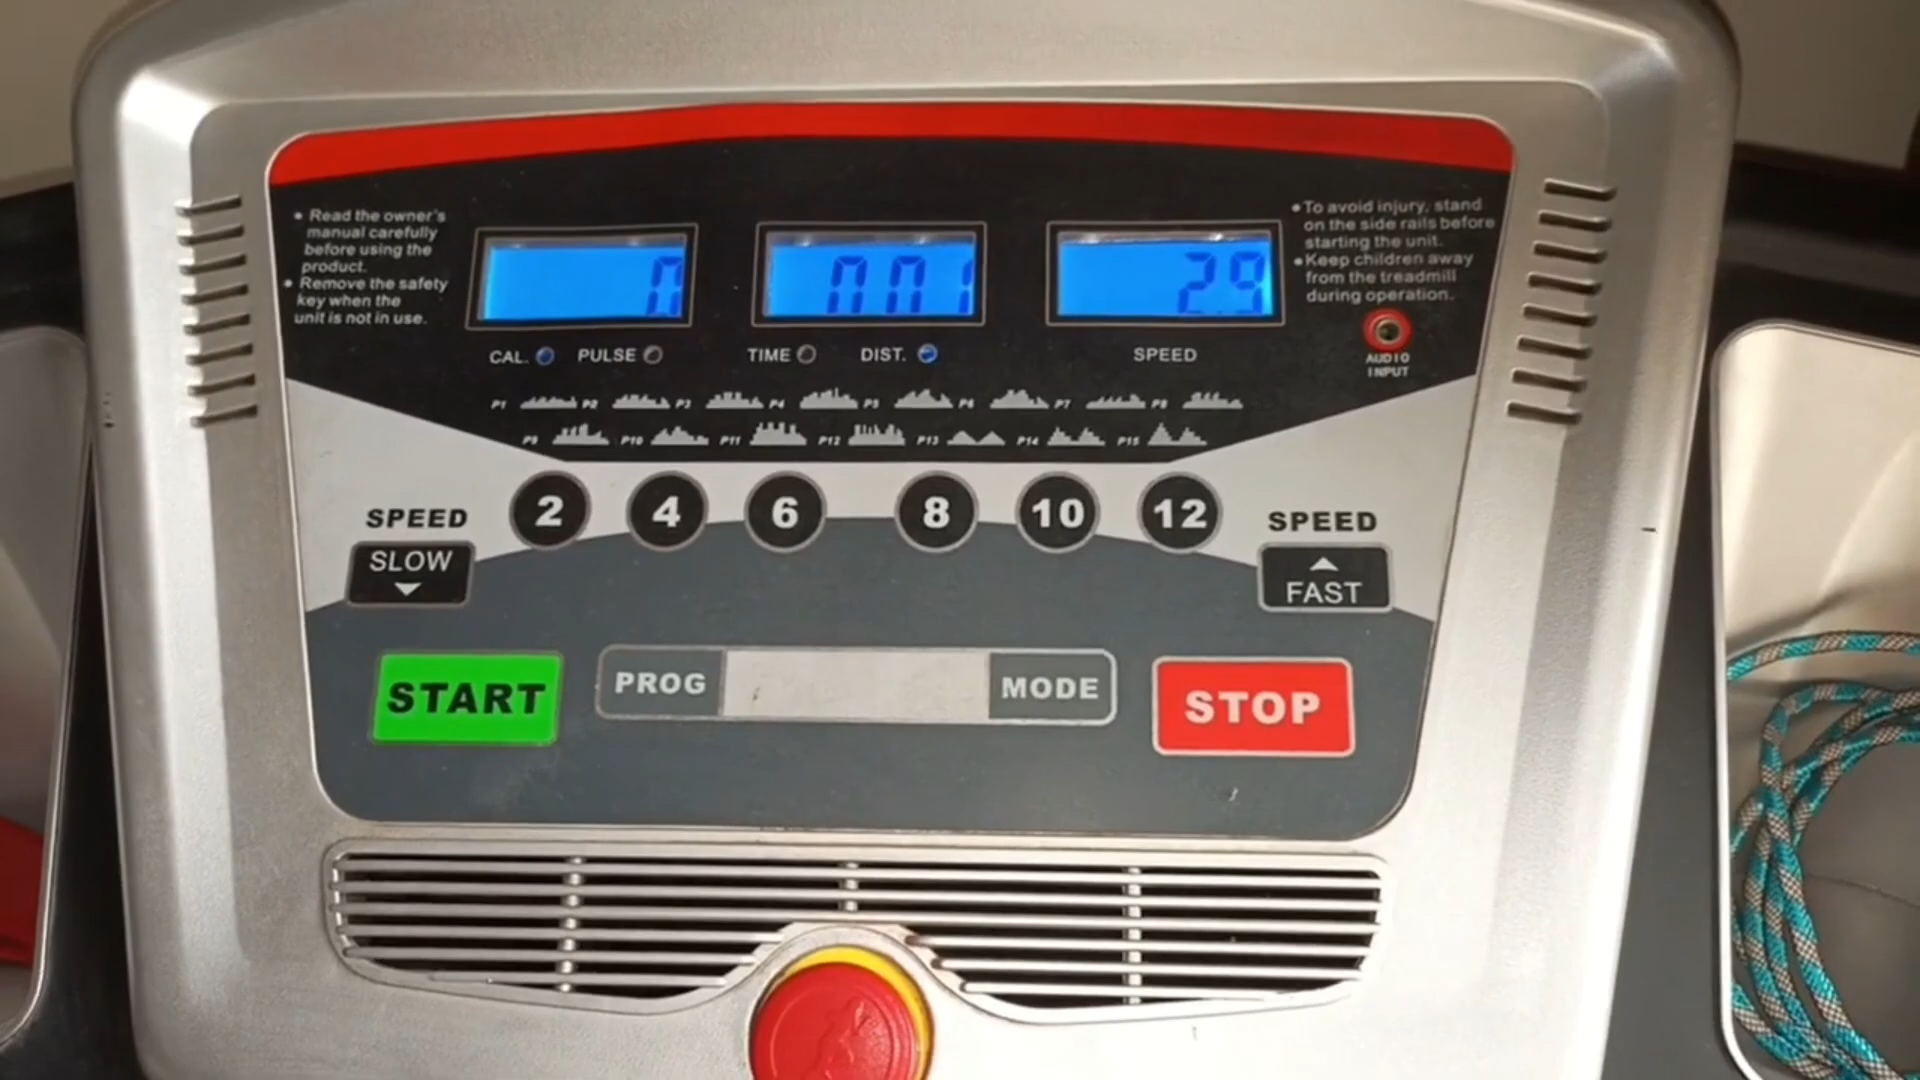 • Read the owner's
manual carefully
before using the
product.
• Remove the safety
key when the
unit is not in use.
0
001
2.9
• To avoid injury, stand
on the side rails before
starting the unit.
• Keep children away
from the treadmill
during operation.
CAL. PULSE
TIME DIST.
SPEED
AUDIO
INPUT
P1 P2 P3 P4 P5 P6 P7 P8
P9 P10 P11 P12 P13 P14 P15
2 4 6 8 10 12
SPEED
SLOW
SPEED
FAST
START
PROG
MODE
STOP